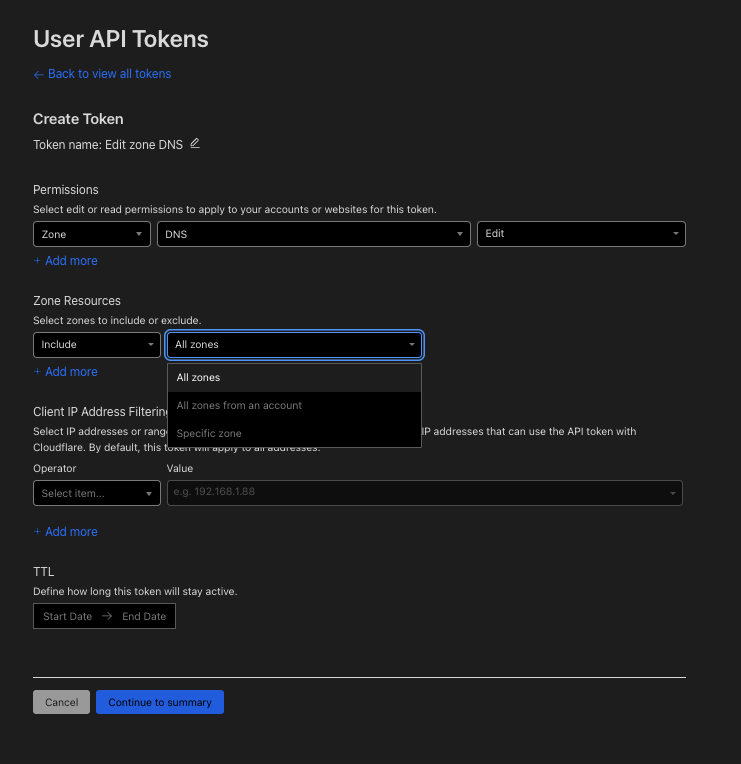 User API Tokens
← Back to view all tokens
Create Token
Token name: Edit zone DNS
Permissions
Select edit or read permissions to apply to your accounts or websites for this token.
Zone DNS Edit
+ Add more
Zone Resources
Select zones to include or exclude.
Include All zones
+ Add more
All zones
All zones from an account
Specific zone
Client IP Address Filtering
Select IP addresses or rang IP addresses that can use the API token with
Cloudflare. By default, this token will apply to all addresses.
Operator Value
Select item... e.g. 192.168.1.88
+ Add more
TTL
Define how long this token will stay active.
Start Date → End Date
Cancel Continue to summary